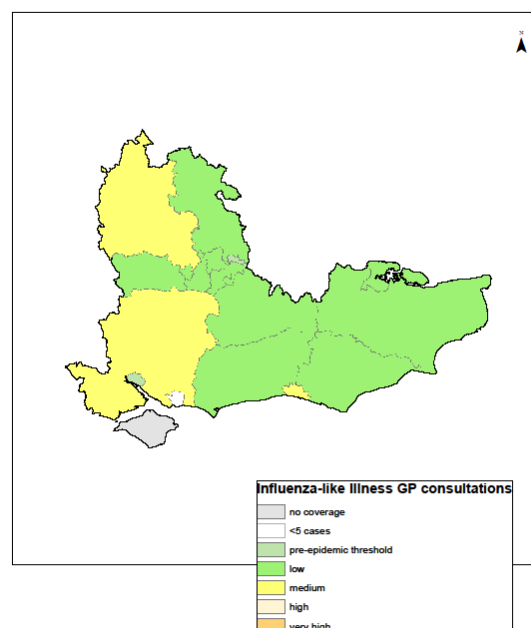 N
Influenza-like Illness GP consultations
no coverage
<5 cases
pre-epidemic threshold
low
medium
high
very high